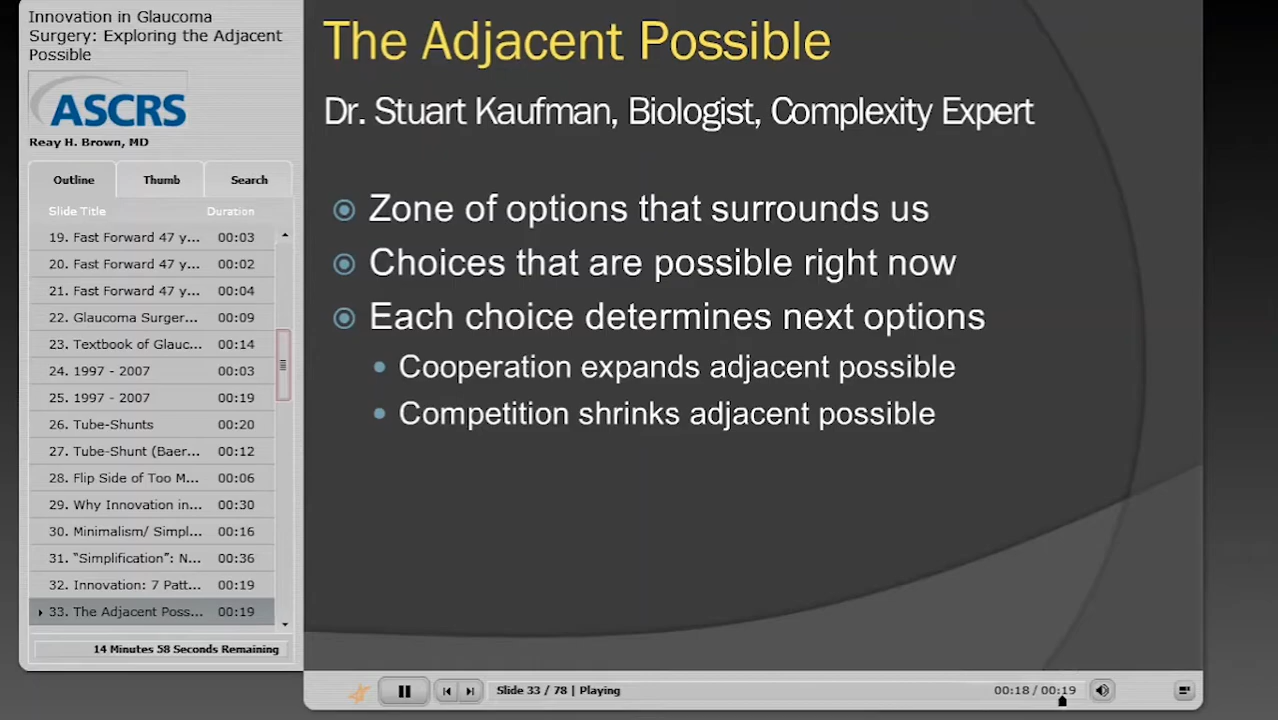 Innovation in Glaucoma
Surgery: Exploring the Adjacent
Possible
ASCRS
Reay H. Brown, MD
Outline Thumb Search
Slide Title Duration
19. Fast Forward 47 y... 00:03
20. Fast Forward 47 y... 00:02
21. Fast Forward 47 y... 00:04
22. Glaucoma Surger... 00:09
23. Textbook of Glauc... 00:14
24. 1997 - 2007 00:03
25. 1997 - 2007 00:19
26. Tube-Shunts 00:20
27. Tube-Shunt (Baer... 00:12
28. Flip Side of Too M... 00:06
29. Why Innovation in... 00:30
30. Minimalism/ Simpl... 00:16
31. "Simplification": N... 00:36
32. Innovation: 7 Patt... 00:19
33. The Adjacent Poss... 00:19
14 Minutes 58 Seconds Remaining
The Adjacent Possible
Dr. Stuart Kaufman, Biologist, Complexity Expert
Zone of options that surrounds us
Choices that are possible right now
Each choice determines next options
Cooperation expands adjacent possible
Competition shrinks adjacent possible
Slide 33 / 78 | Playing 00:18 / 00:19